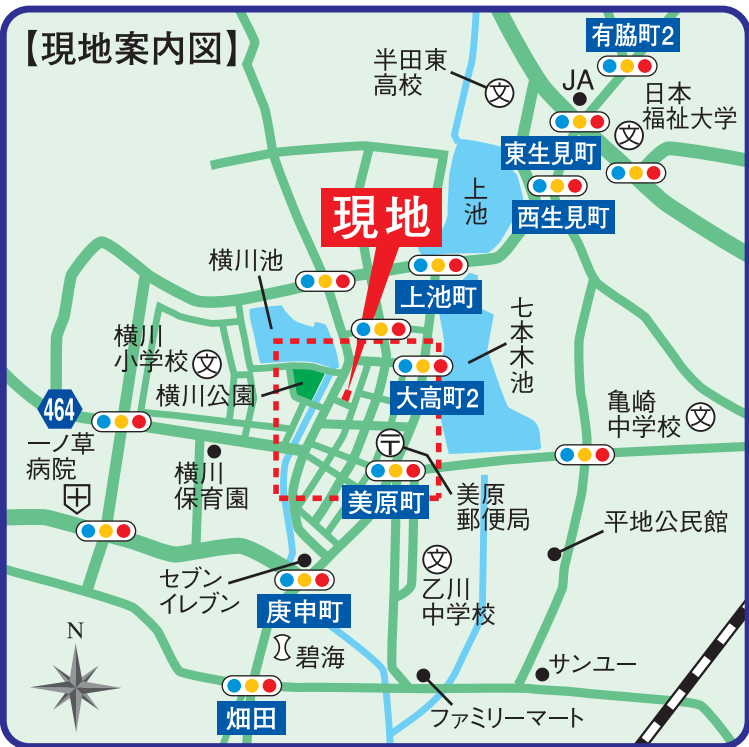 【現地案内図】
有脇町2
半田東
高校
文
JA
日本
福祉大学
文
東生見町
上池
西生見町
現地
横川池
上池町
七本木池
横川
小学校
文
横川公園
大高町2
亀崎
中学校
文
464
一ノ草
病院
横川
保育園
〒
美原町
美原
郵便局
平地公民館
文
乙川
中学校
セブン
イレブン
庚申町
碧海
N
サンユー
畑田
ファミリーマート